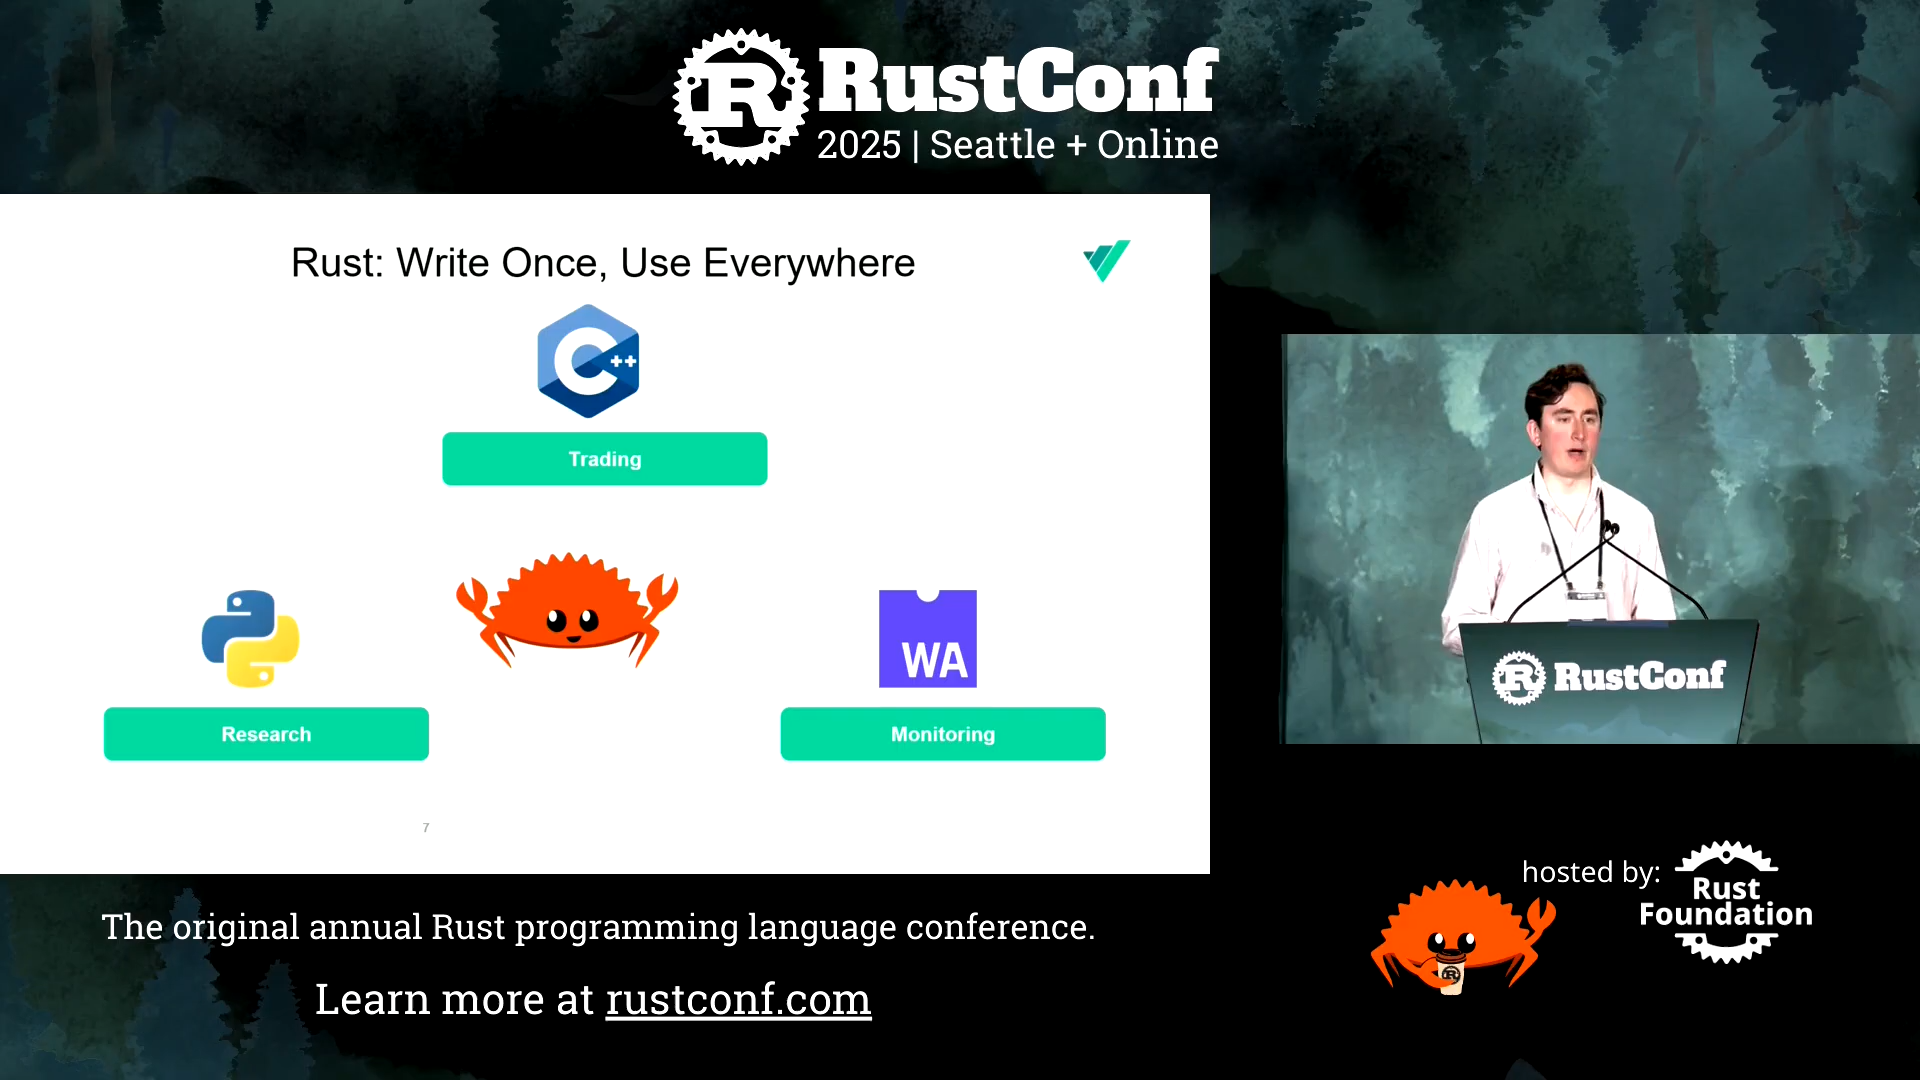 RustConf
2025 | Seattle + Online
Rust: Write Once, Use Everywhere
C++
Trading
WA
Research
Monitoring
7
R RustConf
hosted by:
Rust
Foundation
R
The original annual Rust programming language conference.
Learn more at rustconf.com